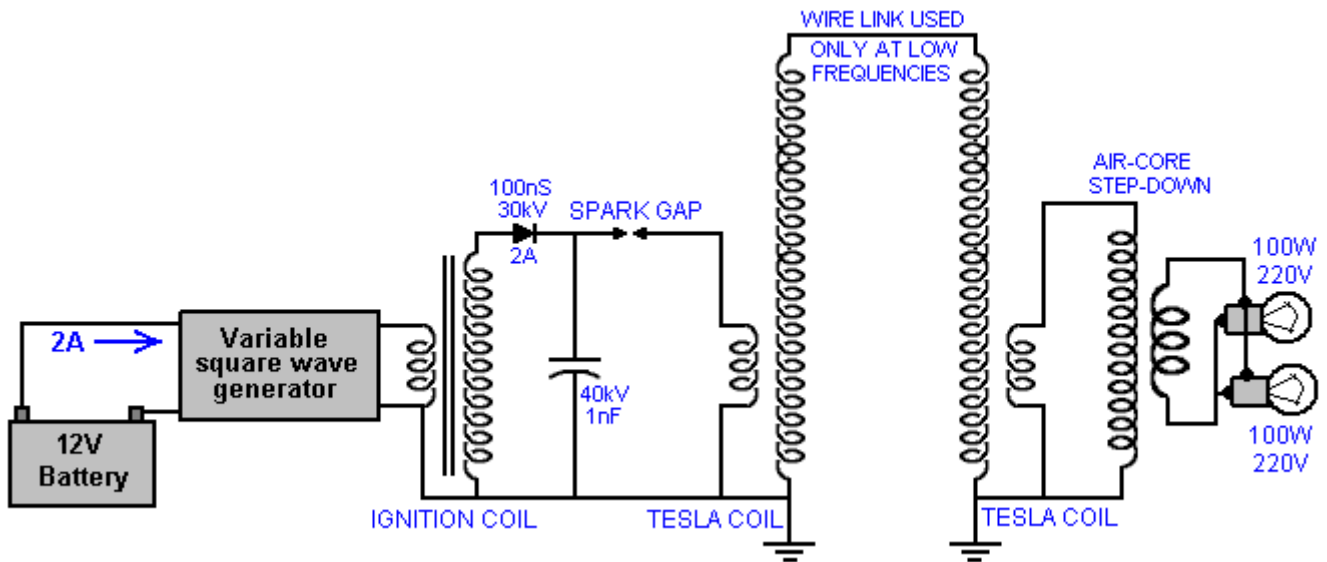 WIRE LINK USED
ONLY AT LOW
FREQUENCIES
AIR-CORE
STEP-DOWN
100nS
30kV
2A
SPARK GAP
100W
220V
2A
Variable
square wave
generator
40kV
1nF
12V
Battery
100W
220V
IGNITION COIL
TESLA COIL
TESLA COIL